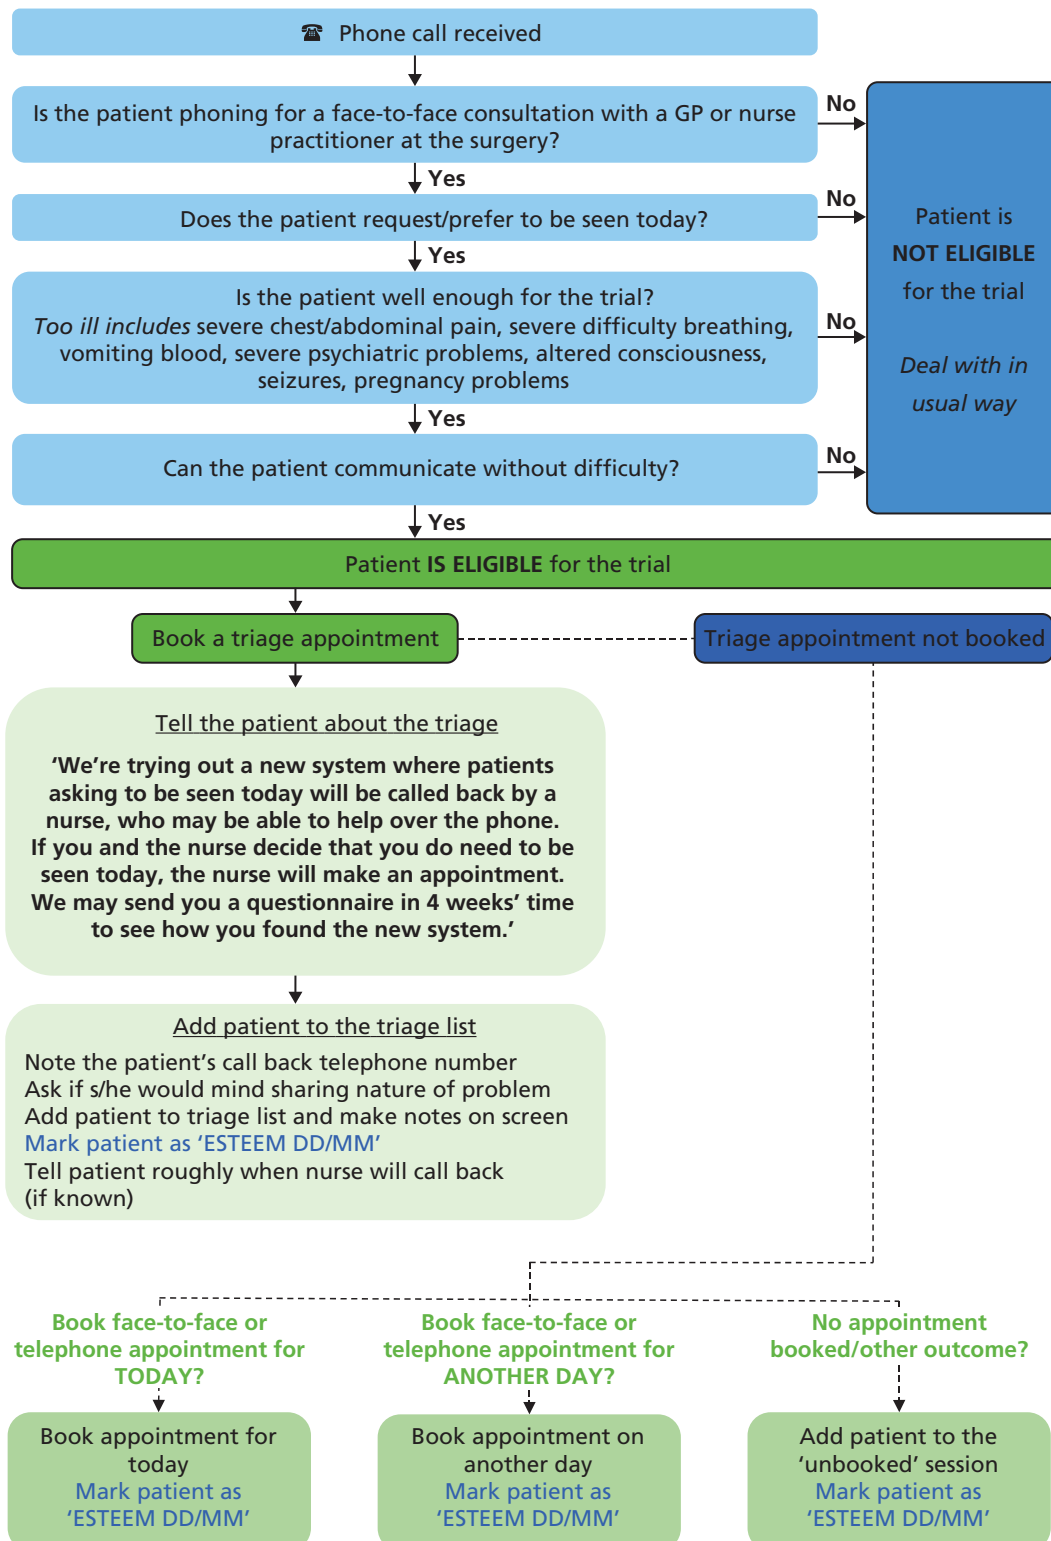 ☎ Phone call received
Is the patient phoning for a face-to-face consultation with a GP or nurse
practitioner at the surgery?
No
Yes
Does the patient request/prefer to be seen today?
No
Yes
Is the patient well enough for the trial?
Too ill includes severe chest/abdominal pain, severe difficulty breathing,
vomiting blood, severe psychiatric problems, altered consciousness,
seizures, pregnancy problems
No
Yes
Can the patient communicate without difficulty?
No
Yes
Patient is
NOT ELIGIBLE
for the trial
Deal with in
usual way
Patient IS ELIGIBLE for the trial
Book a triage appointment
Triage appointment not booked
Tell the patient about the triage
‘We’re trying out a new system where patients
asking to be seen today will be called back by a
nurse, who may be able to help over the phone.
If you and the nurse decide that you do need to be
seen today, the nurse will make an appointment.
We may send you a questionnaire in 4 weeks’ time
to see how you found the new system.’
Add patient to the triage list
Note the patient’s call back telephone number
Ask if s/he would mind sharing nature of problem
Add patient to triage list and make notes on screen
Mark patient as ‘ESTEEM DD/MM’
Tell patient roughly when nurse will call back
(if known)
Book face-to-face or
telephone appointment for
TODAY?
Book appointment for
today
Mark patient as
‘ESTEEM DD/MM’
Book face-to-face or
telephone appointment for
ANOTHER DAY?
Book appointment on
another day
Mark patient as
‘ESTEEM DD/MM’
No appointment
booked/other outcome?
Add patient to the
‘unbooked’ session
Mark patient as
‘ESTEEM DD/MM’